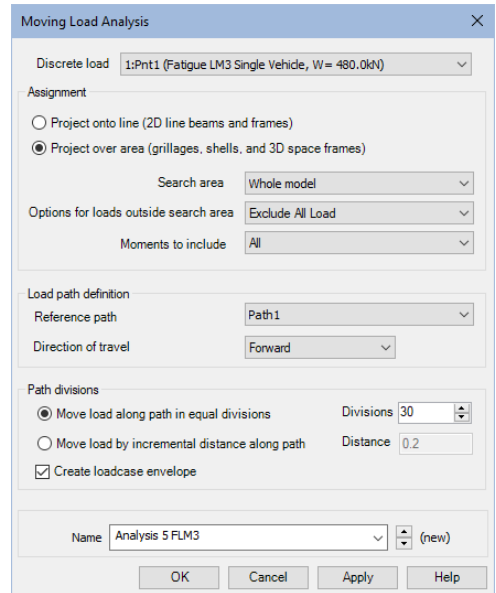 Moving Load Analysis
Discrete load 1:Pnt1 (Fatigue LM3 Single Vehicle, W= 480.0kN)
Assignment
Project onto line (2D line beams and frames)
Project over area (grillages, shells, and 3D space frames)
Search area Whole model
Options for loads outside search area Exclude All Load
Moments to include All
Load path definition
Reference path Path1
Direction of travel Forward
Path divisions
Move load along path in equal divisions Divisions 30
Move load by incremental distance along path Distance 0.2
Create loadcase envelope
Name Analysis 5 FLM3 (new)
OK Cancel Apply Help